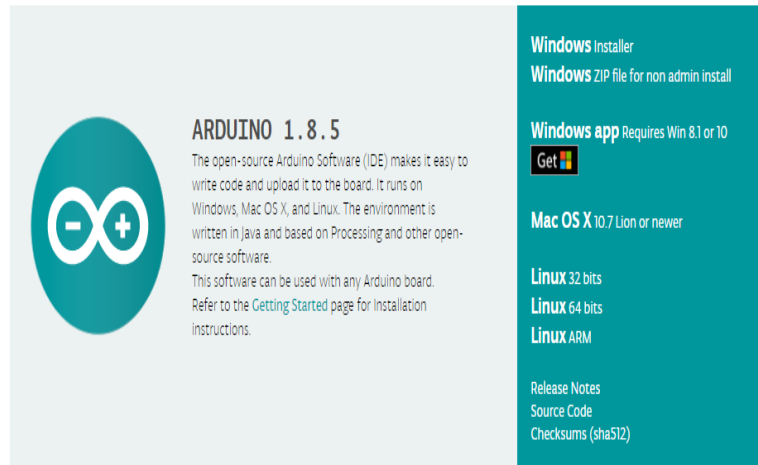 ARDUINO 1.8.5
The open-source Arduino Software (IDE) makes it easy to
write code and upload it to the board. It runs on
Windows, Mac OS X, and Linux. The environment is
written in Java and based on Processing and other open-
source software.
This software can be used with any Arduino board.
Refer to the Getting Started page for Installation
instructions.
Windows Installer
Windows ZIP file for non admin install
Windows app Requires Win 8.1 or 10
Get
Mac OS X 10.7 Lion or newer
Linux 32 bits
Linux 64 bits
Linux ARM
Release Notes
Source Code
Checksums (sha512)